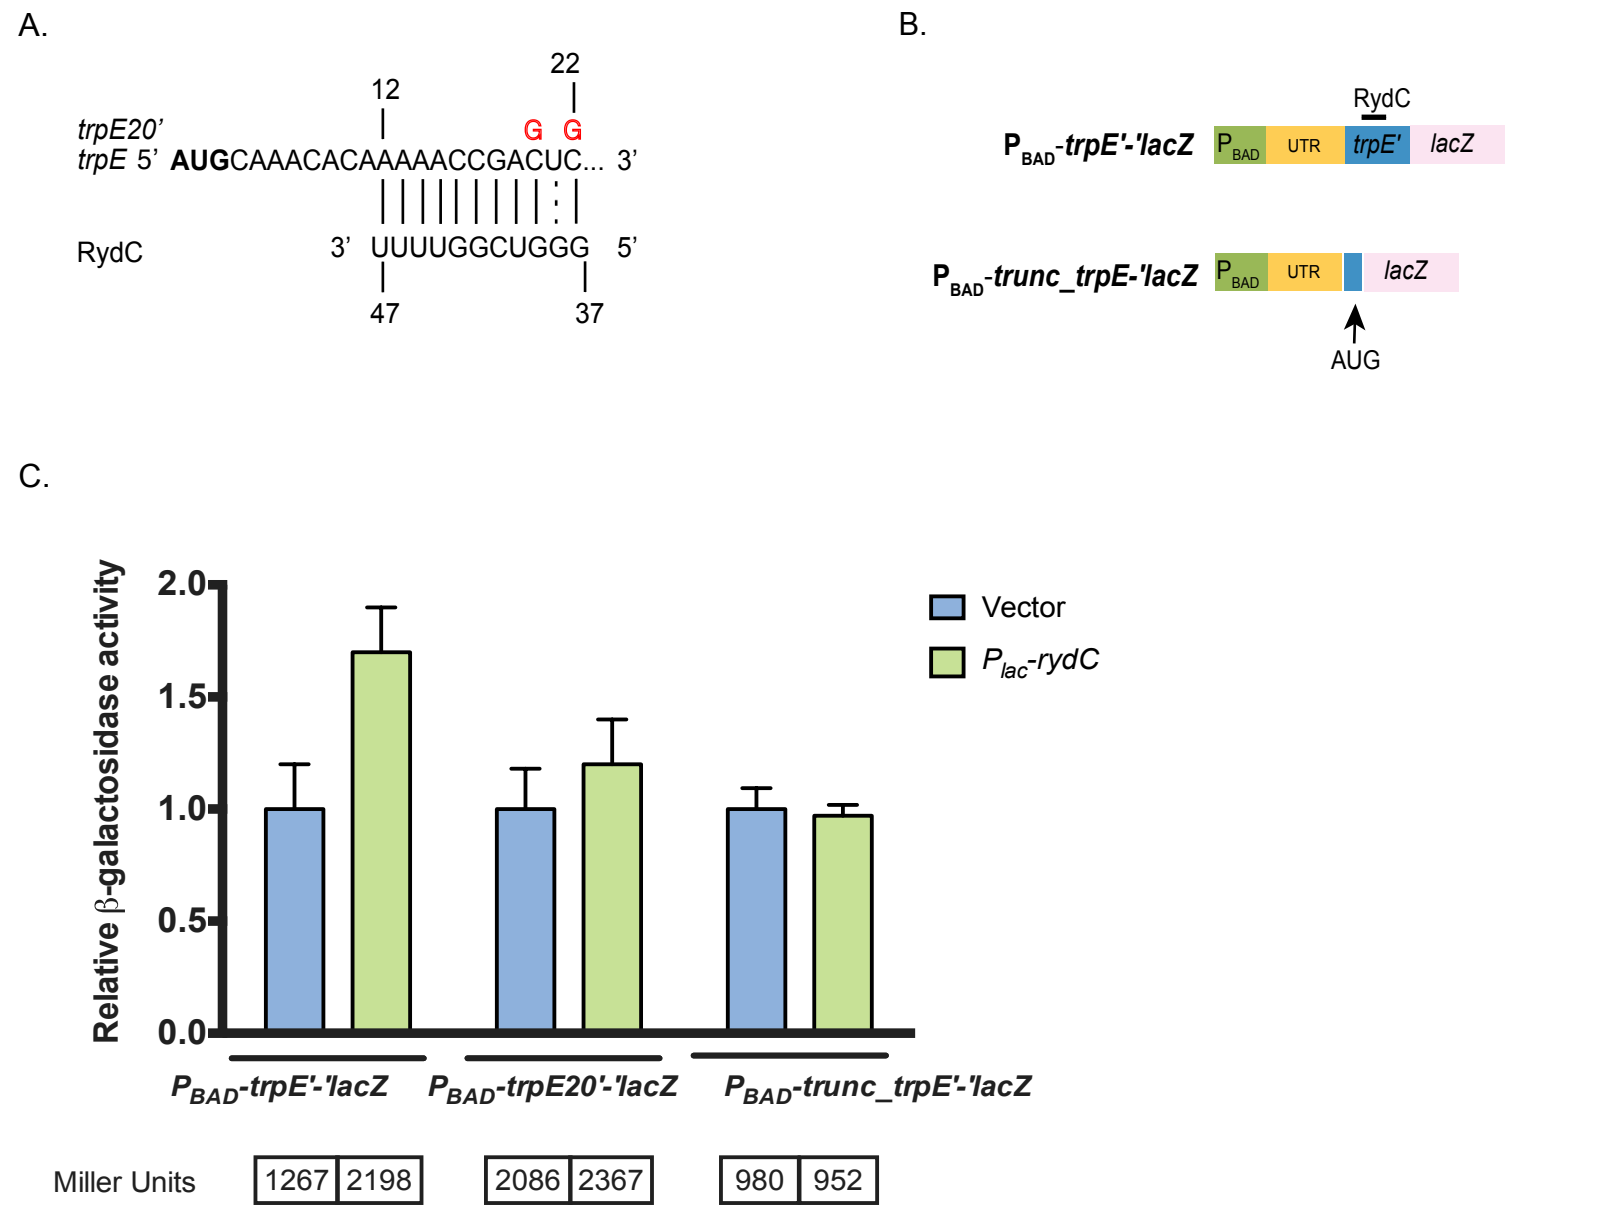 A.
22
12
trpE20’ G G
trpE 5’ AUGCAAACACAAAAACCGACUC... 3’
RydC 3’ UUUUGGCUGGG 5’
47 37
B.
RydC
PBAD-trpE'-'lacZ PBAD UTR trpE' lacZ
PBAD-trunc_trpE-'lacZ PBAD UTR lacZ
AUG
C.
Relative β-galactosidase activity
2.0
1.5
1.0
0.5
0.0
Vector
Plac-rydC
PBAD-trpE'-'lacZ PBAD-trpE20'-'lacZ PBAD-trunc_trpE'-'lacZ
Miller Units 1267 2198 2086 2367 980 952